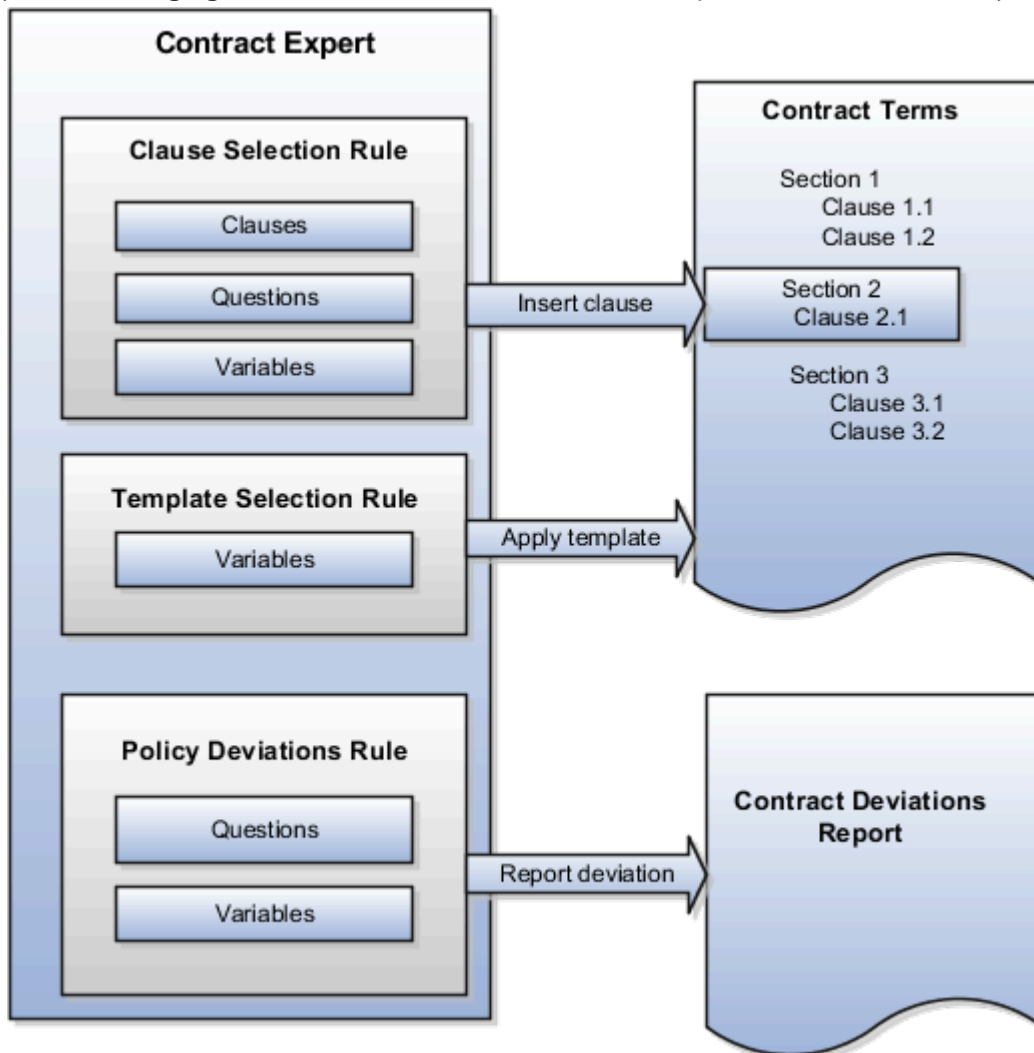 Contract Expert
Clause Selection Rule
Clauses
Questions
Variables
Insert clause
Template Selection Rule
Variables
Apply template
Policy Deviations Rule
Questions
Variables
Report deviation
Contract Terms
Section 1
Clause 1.1
Clause 1.2
Section 2
Clause 2.1
Section 3
Clause 3.1
Clause 3.2
Contract Deviations
Report